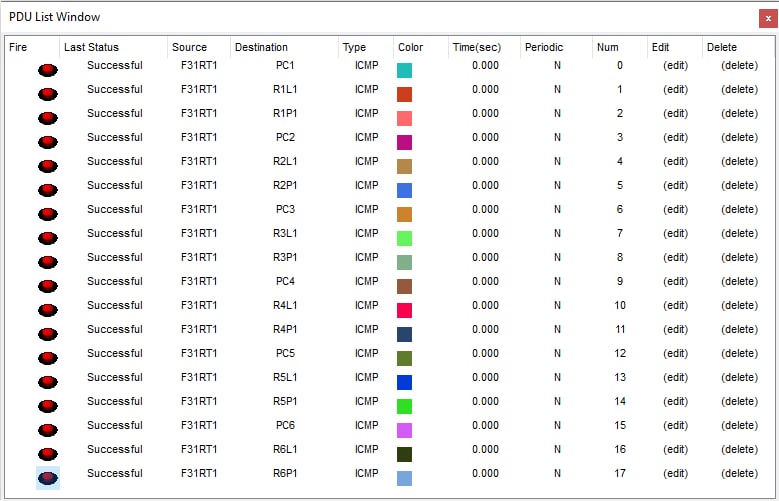 PDU List Window x
Fire Last Status Source Destination Type Color Time(sec) Periodic Num Edit Delete
Successful F31RT1 PC1 ICMP 0.000 N 0 (edit) (delete)
Successful F31RT1 R1L1 ICMP 0.000 N 1 (edit) (delete)
Successful F31RT1 R1P1 ICMP 0.000 N 2 (edit) (delete)
Successful F31RT1 PC2 ICMP 0.000 N 3 (edit) (delete)
Successful F31RT1 R2L1 ICMP 0.000 N 4 (edit) (delete)
Successful F31RT1 R2P1 ICMP 0.000 N 5 (edit) (delete)
Successful F31RT1 PC3 ICMP 0.000 N 6 (edit) (delete)
Successful F31RT1 R3L1 ICMP 0.000 N 7 (edit) (delete)
Successful F31RT1 R3P1 ICMP 0.000 N 8 (edit) (delete)
Successful F31RT1 PC4 ICMP 0.000 N 9 (edit) (delete)
Successful F31RT1 R4L1 ICMP 0.000 N 10 (edit) (delete)
Successful F31RT1 R4P1 ICMP 0.000 N 11 (edit) (delete)
Successful F31RT1 PC5 ICMP 0.000 N 12 (edit) (delete)
Successful F31RT1 R5L1 ICMP 0.000 N 13 (edit) (delete)
Successful F31RT1 R5P1 ICMP 0.000 N 14 (edit) (delete)
Successful F31RT1 PC6 ICMP 0.000 N 15 (edit) (delete)
Successful F31RT1 R6L1 ICMP 0.000 N 16 (edit) (delete)
Successful F31RT1 R6P1 ICMP 0.000 N 17 (edit) (delete)